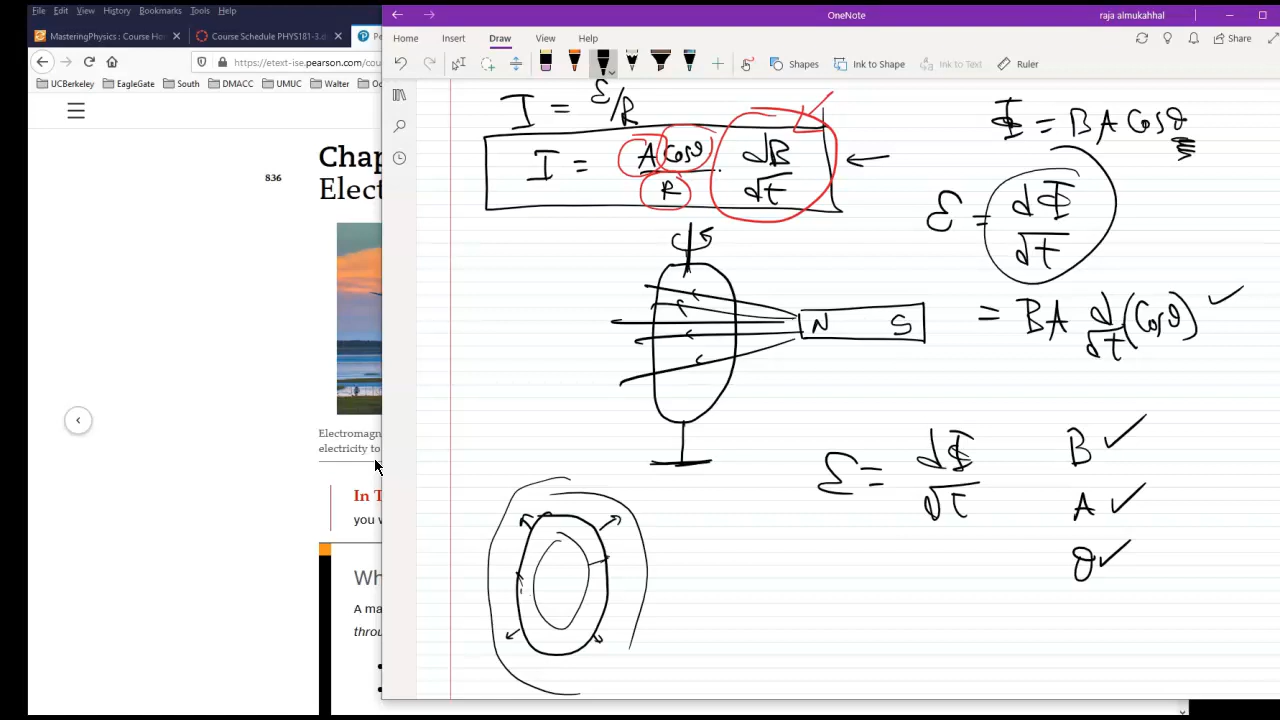 File Edit View History Bookmarks Tools Help
OneNote
raja almukhallal
MasteringPhysics : Course Ho
Course Schedule PHYS181-3.0
Pe
https://etext-ise.pearson.com/cou
UCBerkeley EagleGate South DMACC UMUC Walter
Home Insert Draw View Help
Share
Shapes Ink to Shape Ink to Text Ruler
Chap
Elect
836
Electromagn
electricity to
In T
you v
Wh
A ma
throu
I = ε/R
I = A Cosθ / R · dB/dt
Φ = BA Cosθ
ε = dΦ/dt
= BA d/dt (Cosθ)
N S
ε = dΦ/dt
B
A
θ